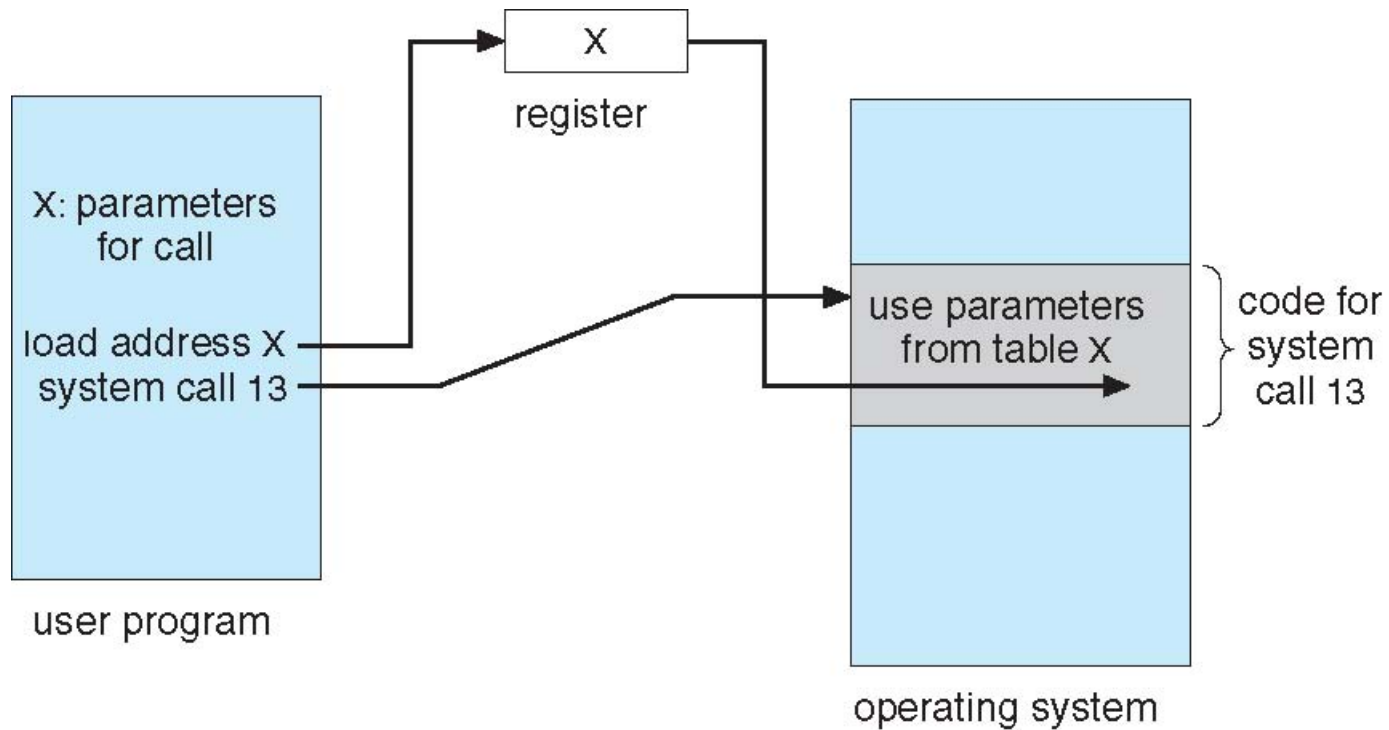 X
register
X: parameters
for call
load address X
system call 13
user program
use parameters
from table X
code for
system
call 13
operating system